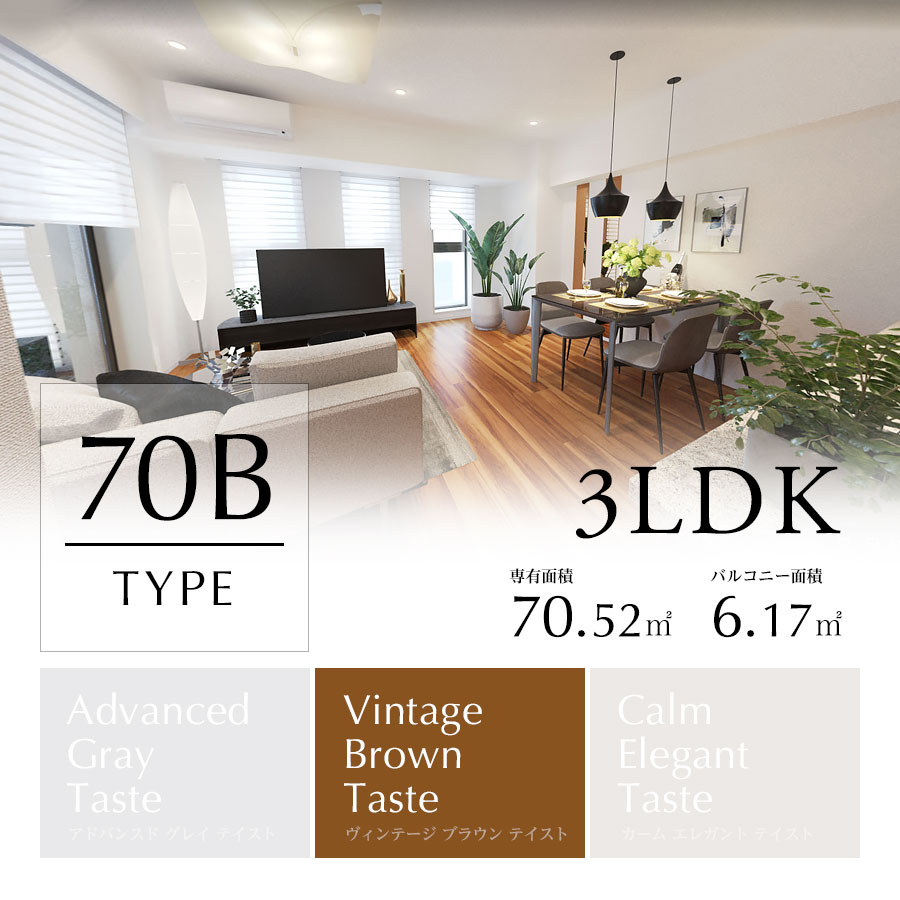 70B
TYPE
3LDK
専有面積
70.52㎡
バルコニー面積
6.17㎡
Advanced
Gray
Taste
アドバンスド グレイ テイスト
Vintage
Brown
Taste
ヴィンテージ ブラウン テイスト
Calm
Elegant
Taste
カーム エレガント テイスト